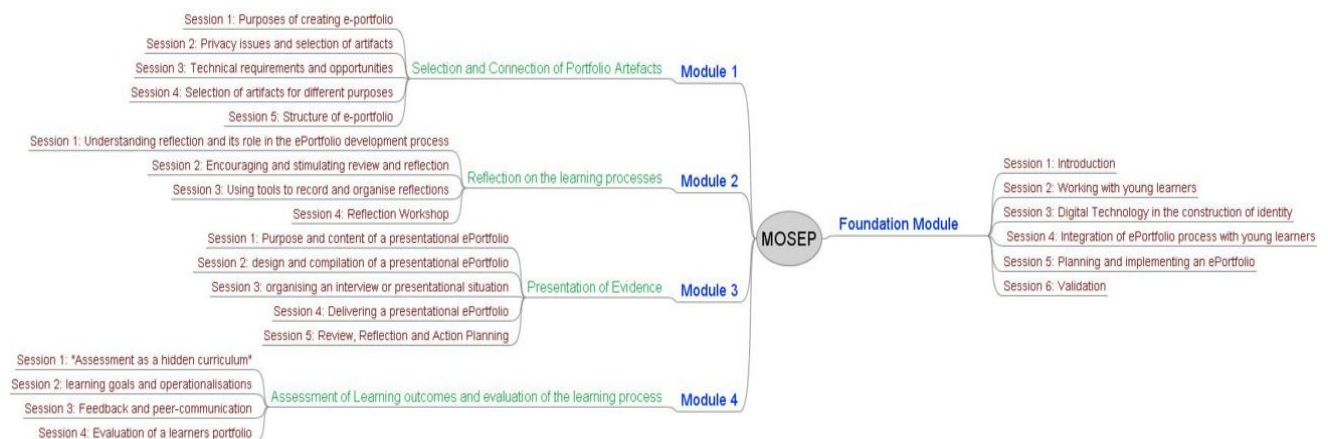 Session 1: Purposes of creating e-portfolio
Session 2: Privacy issues and selection of artifacts
Session 3: Technical requirements and opportunities
Session 4: Selection of artifacts for different purposes
Session 5: Structure of e-portfolio
Selection and Connection of Portfolio Artefacts
Module 1
Session 1: Understanding reflection and its role in the ePortfolio development process
Session 2: Encouraging and stimulating review and reflection
Session 3: Using tools to record and organise reflections
Session 4: Reflection Workshop
Reflection on the learning processes
Module 2
Session 1: Purpose and content of a presentational ePortfolio
Session 2: design and compilation of a presentational ePortfolio
Session 3: organising an interview or presentational situation
Session 4: Delivering a presentational ePortfolio
Session 5: Review, Reflection and Action Planning
Presentation of Evidence
Module 3
Session 1: "Assessment as a hidden curriculum"
Session 2: learning goals and operationalisations
Session 3: Feedback and peer-communication
Session 4: Evaluation of a learners portfolio
Assessment of Learning outcomes and evaluation of the learning process
Module 4
MOSEP
Foundation Module
Session 1: Introduction
Session 2: Working with young learners
Session 3: Digital Technology in the construction of identity
Session 4: Integration of ePortfolio process with young learners
Session 5: Planning and implementing an ePortfolio
Session 6: Validation